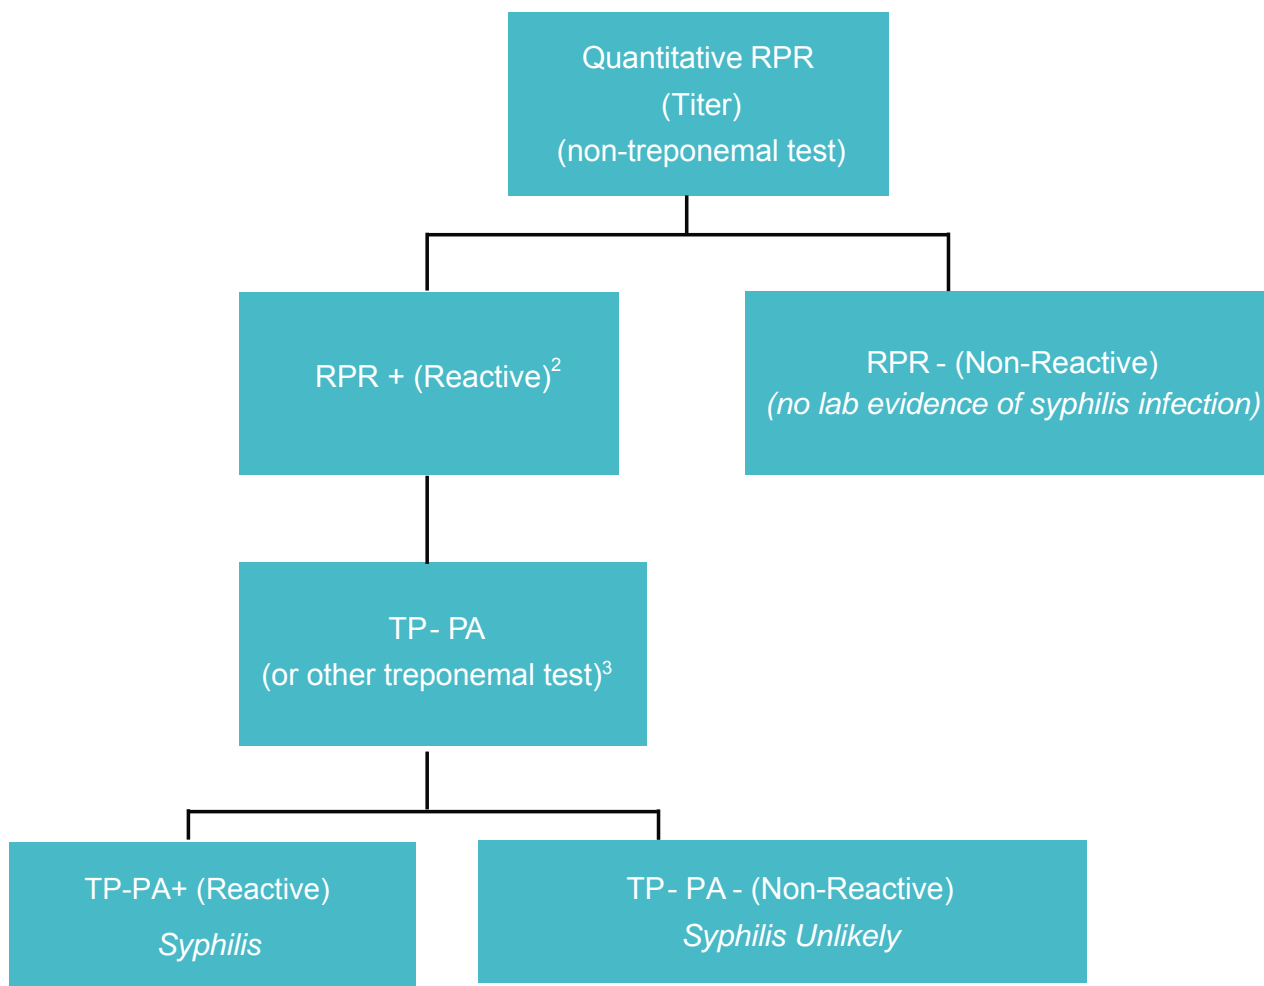 Quantitative RPR
(Titer)
(non-treponemal test)
RPR + (Reactive)²
RPR - (Non-Reactive)
(no lab evidence of syphilis infection)
TP- PA
(or other treponemal test)³
TP-PA+ (Reactive)
Syphilis
TP- PA - (Non-Reactive)
Syphilis Unlikely